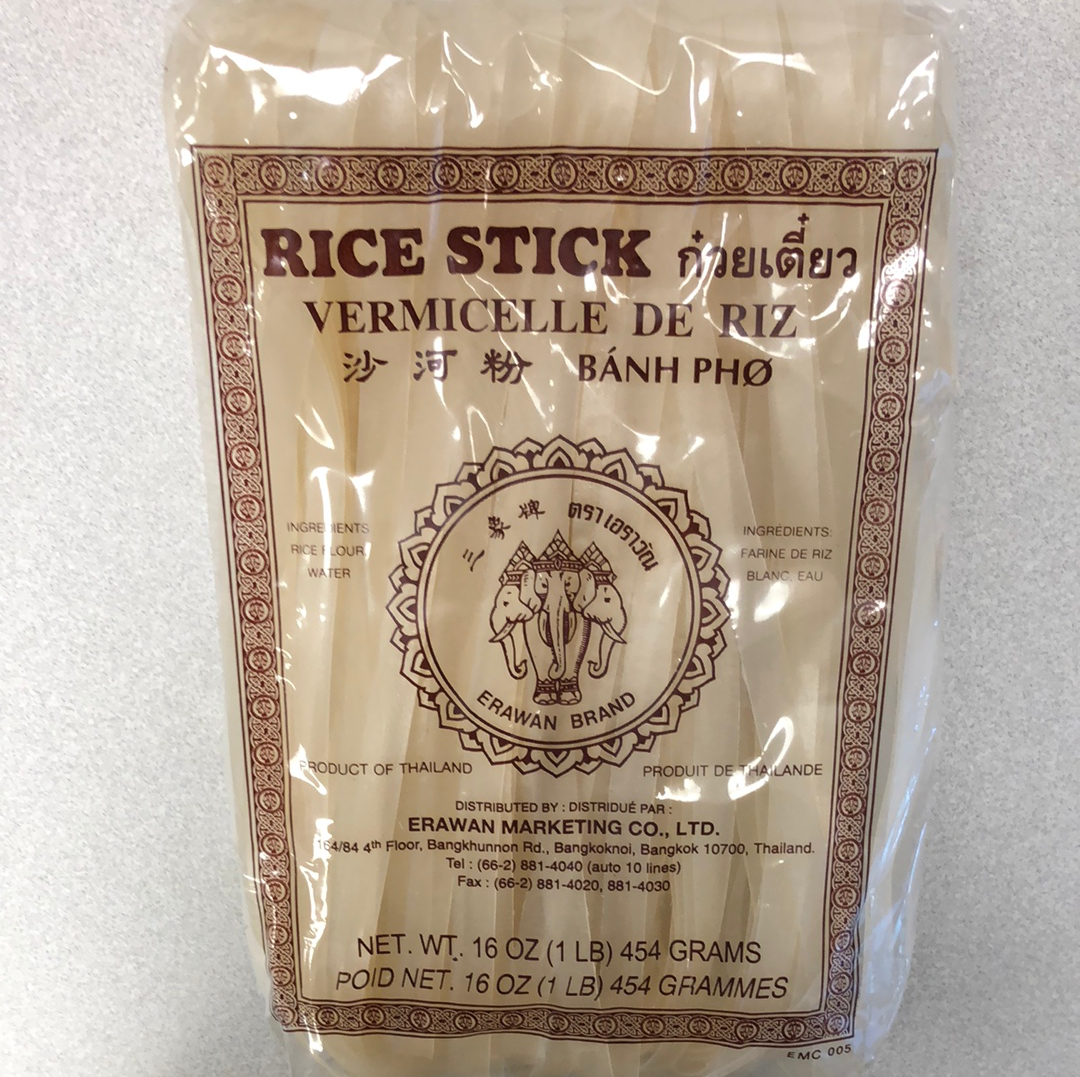 RICE STICK ก๋วยเตี๋ยว
VERMICELLE DE RIZ
沙河粉 BÁNH PHØ
三象牌 ตราเอราวัณ
INGREDIENTS
RICE FLOUR,
WATER
INGREDIENTS:
FARINE DE RIZ
BLANC, EAU
ERAWAN BRAND
PRODUCT OF THAILAND
PRODUIT DE THAILANDE
DISTRIBUTED BY : DISTRIDUÉ PAR :
ERAWAN MARKETING CO., LTD.
164/84 4th Floor, Bangkhunnon Rd., Bangkoknoi, Bangkok 10700, Thailand.
Tel : (66-2) 881-4040 (auto 10 lines)
Fax : (66-2) 881-4020, 881-4030
NET. WT. 16 OZ (1 LB) 454 GRAMS
POID NET. 16 OZ (1 LB) 454 GRAMMES
EMC 005